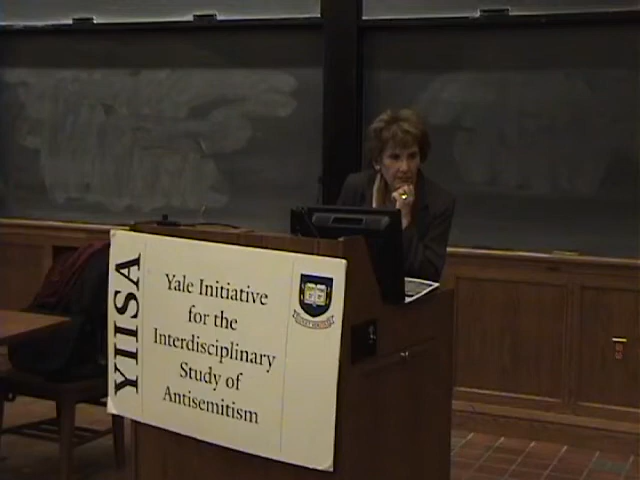 YIISA
Yale Initiative
for the
Interdisciplinary
Study of
Antisemitism